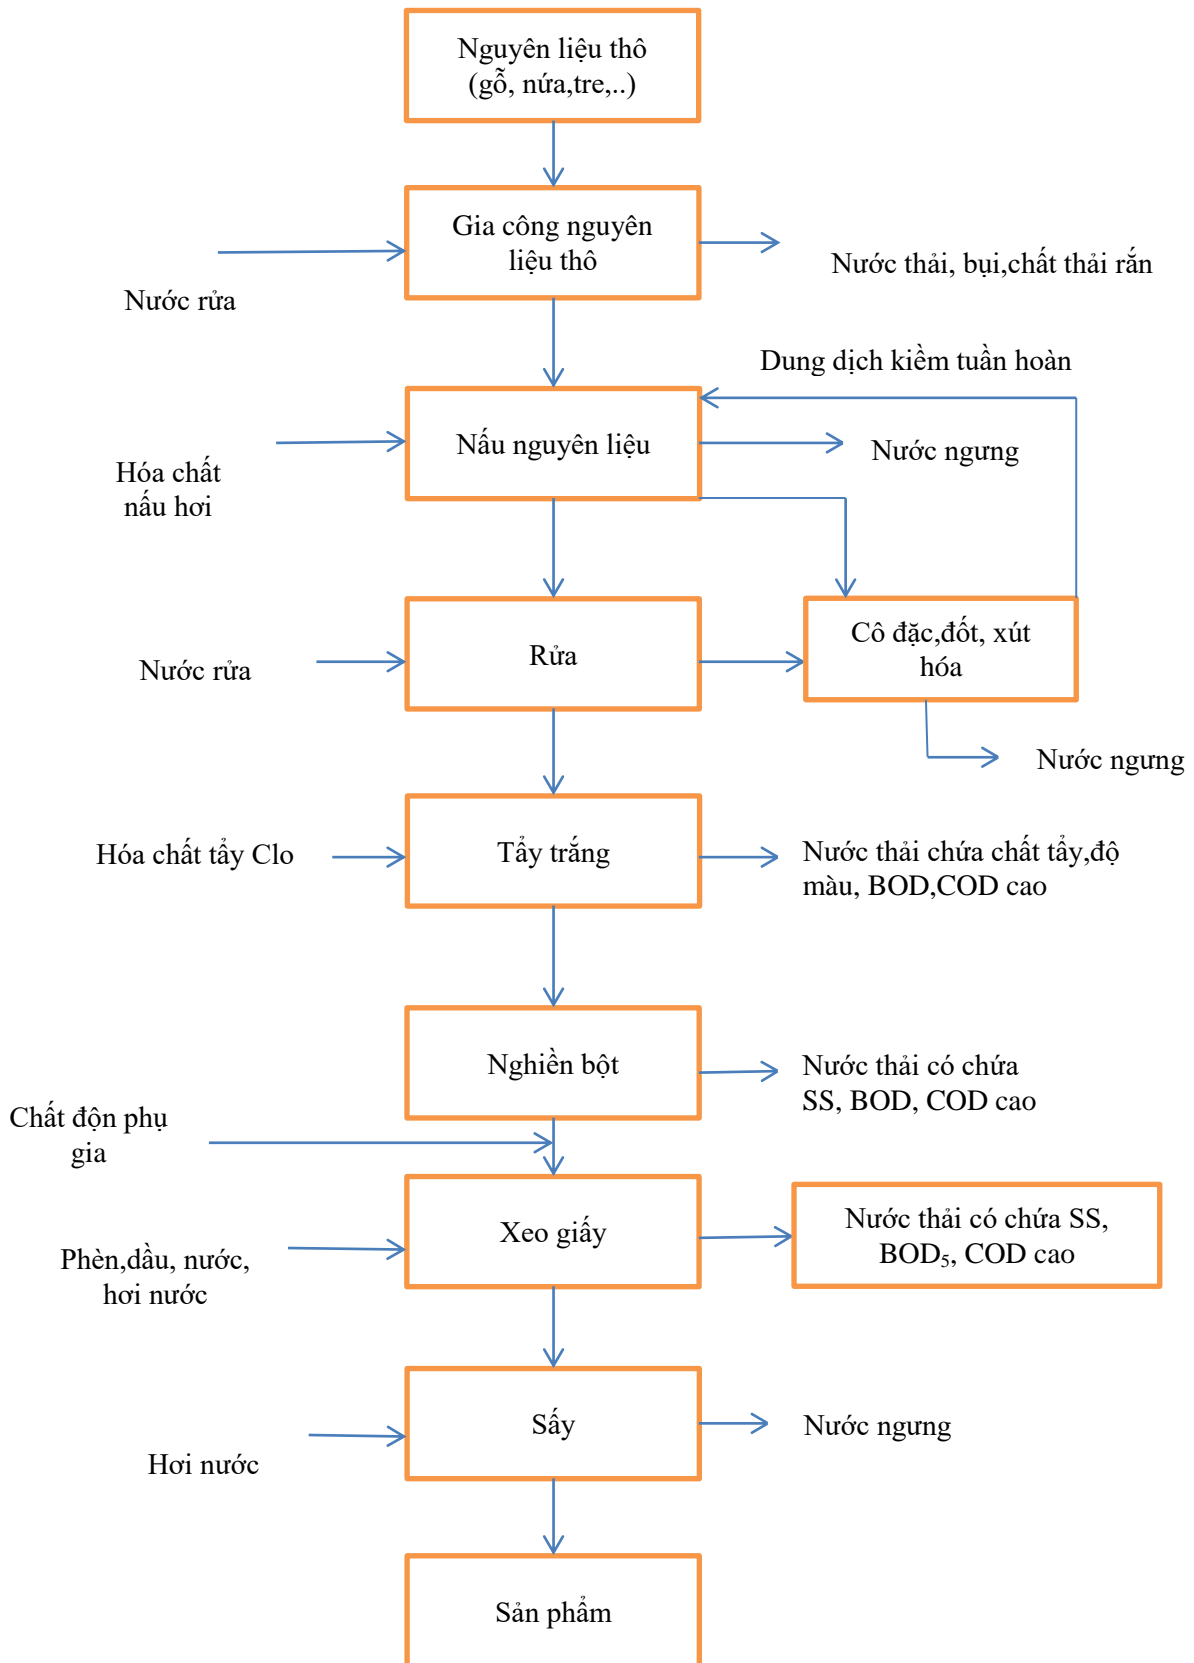 Nguyên liệu thô
(gỗ, nứa,tre,..)
Gia công nguyên
liệu thô
Nước thải, bụi,chất thải rắn
Nước rửa
Dung dịch kiềm tuần hoàn
Nấu nguyên liệu
Nước ngưng
Hóa chất
nấu hơi
Cô đặc,đốt, xút
hóa
Rửa
Nước rửa
Nước ngưng
Hóa chất tẩy Clo
Tẩy trắng
Nước thải chứa chất tẩy,độ
màu, BOD,COD cao
Nghiền bột
Nước thải có chứa
SS, BOD, COD cao
Chất độn phụ
gia
Xeo giấy
Nước thải có chứa SS,
BOD₅, COD cao
Phèn,dầu, nước,
hơi nước
Sấy
Nước ngưng
Hơi nước
Sản phẩm